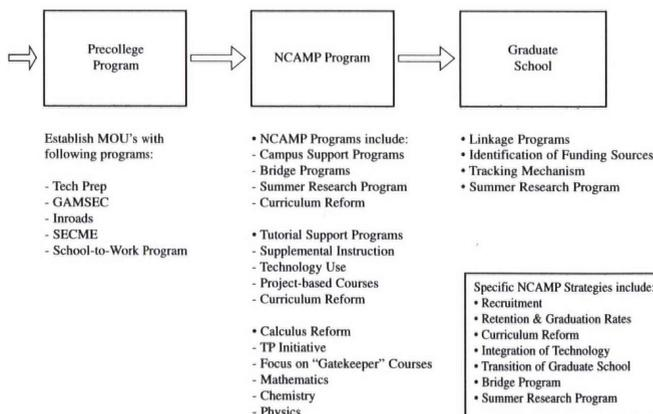 Precollege
Program
NCAMP Program
Graduate
School
Establish MOU's with
following programs:
- Tech Prep
- GAMSEC
- Inroads
- SECME
- School-to-Work Program
• NCAMP Programs include:
- Campus Support Programs
- Bridge Programs
- Summer Research Program
- Curriculum Reform
• Tutorial Support Programs
- Supplemental Instruction
- Technology Use
- Project-based Courses
- Curriculum Reform
• Calculus Reform
- TP Initiative
- Focus on “Gatekeeper” Courses
- Mathematics
- Chemistry
- Physics
• Linkage Programs
• Identification of Funding Sources
• Tracking Mechanism
• Summer Research Program
Specific NCAMP Strategies include:
• Recruitment
• Retention & Graduation Rates
• Curriculum Reform
• Integration of Technology
• Transition of Graduate School
• Bridge Program
• Summer Research Program